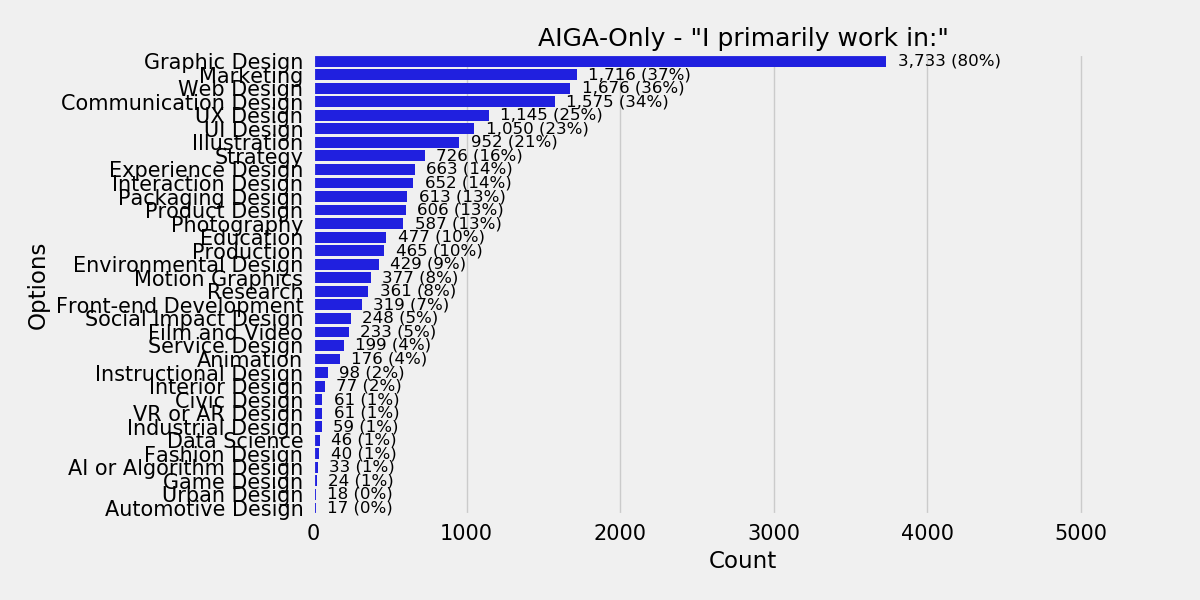 AIGA-Only - "I primarily work in:"
Graphic Design 3,733 (80%)
Marketing 1,716 (37%)
Web Design 1,676 (36%)
Communication Design 1,575 (34%)
UX Design 1,145 (25%)
UI Design 1,050 (23%)
Illustration 952 (21%)
Strategy 726 (16%)
Experience Design 663 (14%)
Interaction Design 652 (14%)
Packaging Design 613 (13%)
Product Design 606 (13%)
Photography 587 (13%)
Education 477 (10%)
Production 465 (10%)
Environmental Design 429 (9%)
Motion Graphics 377 (8%)
Research 361 (8%)
Front-end Development 319 (7%)
Social Impact Design 248 (5%)
Film and Video 233 (5%)
Service Design 199 (4%)
Animation 176 (4%)
Instructional Design 98 (2%)
Interior Design 77 (2%)
Civic Design 61 (1%)
VR or AR Design 61 (1%)
Industrial Design 59 (1%)
Data Science 46 (1%)
Fashion Design 40 (1%)
AI or Algorithm Design 33 (1%)
Game Design 24 (1%)
Urban Design 18 (0%)
Automotive Design 17 (0%)
Options
0 1000 2000 3000 4000 5000
Count